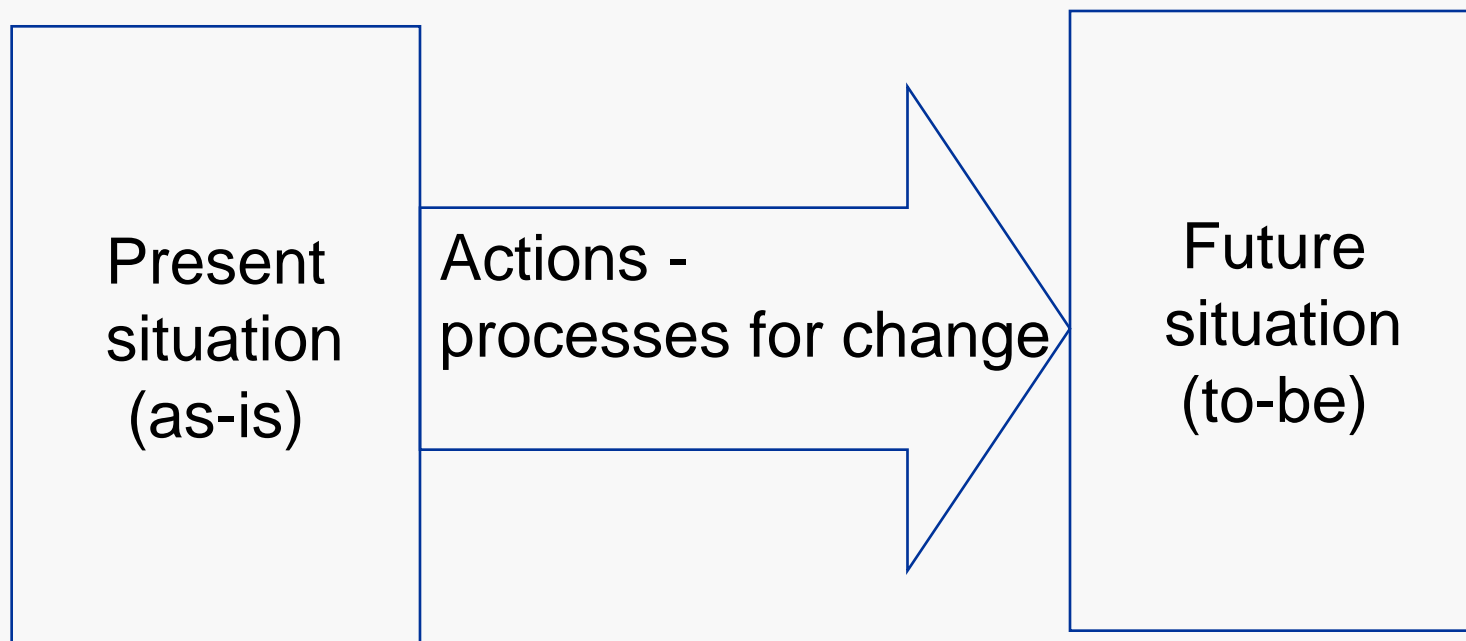 Present
situation
(as-is)
Actions -
processes for change
Future
situation
(to-be)